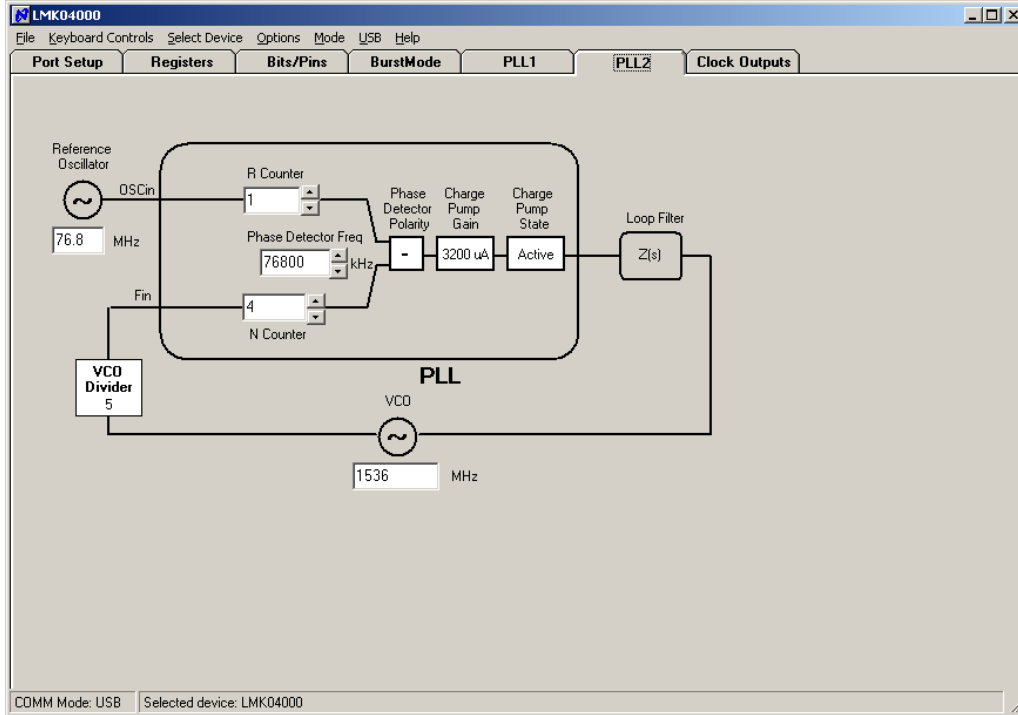 LMK04000
File Keyboard Controls Select Device Options Mode USB Help
Port Setup Registers Bits/Pins BurstMode PLL1 PLL2 Clock Outputs
Reference
Oscillator
OSCin
76.8 MHz
R Counter
1
Phase Detector Freq
76800 kHz
Fin
4
N Counter
Phase
Detector
Polarity
-
Charge
Pump
Gain
3200 uA
Charge
Pump
State
Active
Loop Filter
Z(s)
PLL
VCO
Divider
5
VCO
1536 MHz
COMM Mode: USB Selected device: LMK04000